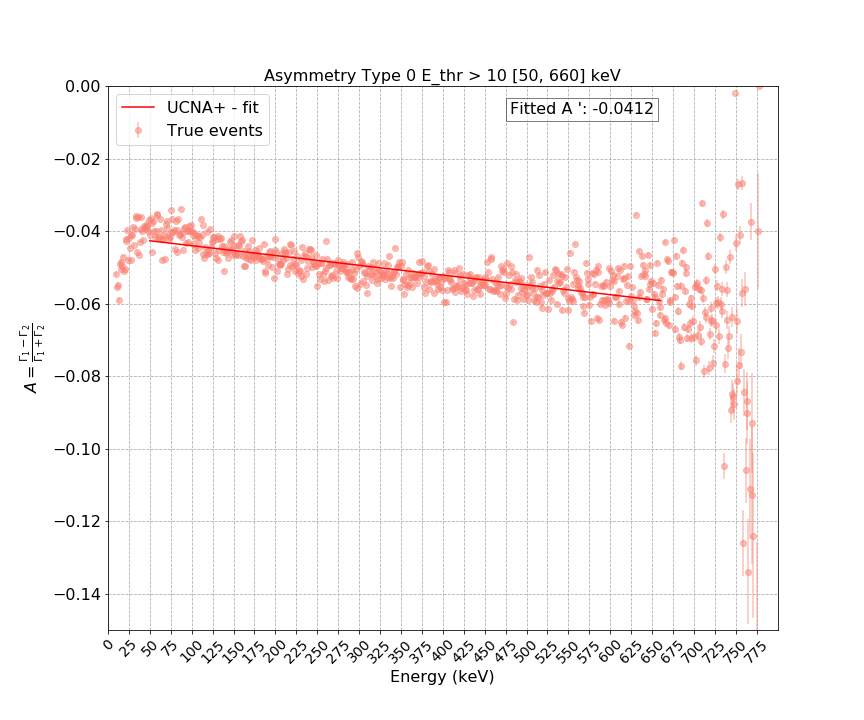 Asymmetry Type 0 E_thr > 10 [50, 660] keV
UCNA+ - fit
True events
Fitted A ': -0.0412
0.00
−0.02
−0.04
−0.06
−0.08
−0.10
−0.12
−0.14
A = Γ₁ − Γ₂ / Γ₁ + Γ₂
0 25 50 75 100 125 150 175 200 225 250 275 300 325 350 375 400 425 450 475 500 525 550 575 600 625 650 675 700 725 750 775
Energy (keV)